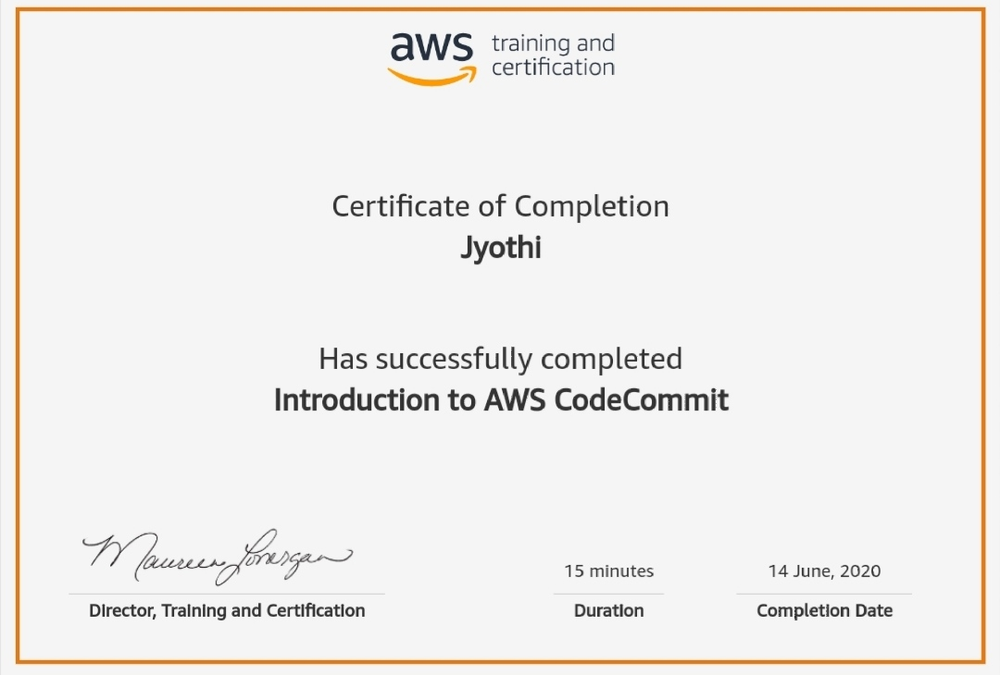 aws training and
certification
Certificate of Completion
Jyothi
Has successfully completed
Introduction to AWS CodeCommit
Maureen Lonergan
Director, Training and Certification
15 minutes
Duration
14 June, 2020
Completion Date